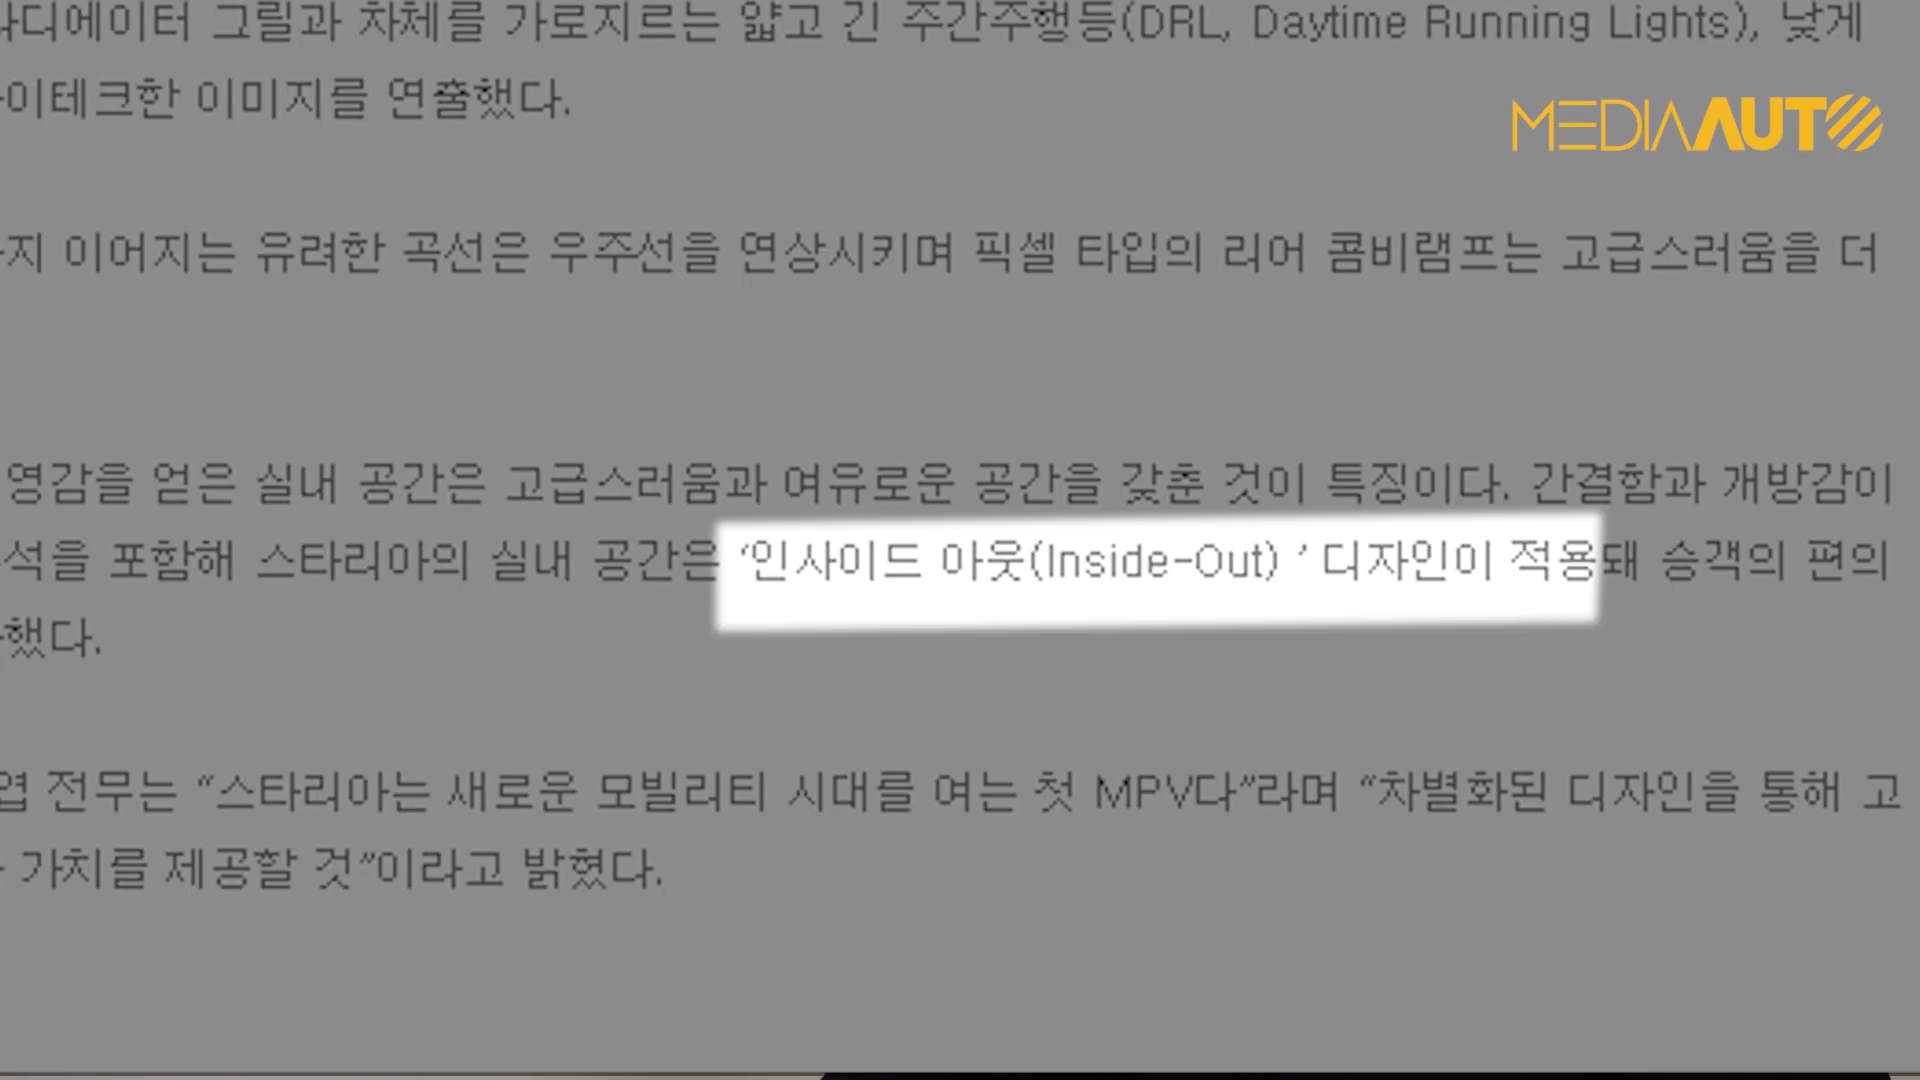 라디에이터 그릴과 차체를 가로지르는 얇고 긴 주간주행등(DRL, Daytime Running Lights), 낮게
이테크한 이미지를 연출했다.
MEDIAAUTO
지 이어지는 유려한 곡선은 우주선을 연상시키며 픽셀 타입의 리어 콤비램프는 고급스러움을 더
영감을 얻은 실내 공간은 고급스러움과 여유로운 공간을 갖춘 것이 특징이다. 간결함과 개방감이
석을 포함해 스타리아의 실내 공간은 ‘인사이드 아웃(Inside-Out) ’ 디자인이 적용돼 승객의 편의
했다.
엽 전무는 “스타리아는 새로운 모빌리티 시대를 여는 첫 MPV다”라며 “차별화된 디자인을 통해 고
가치를 제공할 것”이라고 밝혔다.